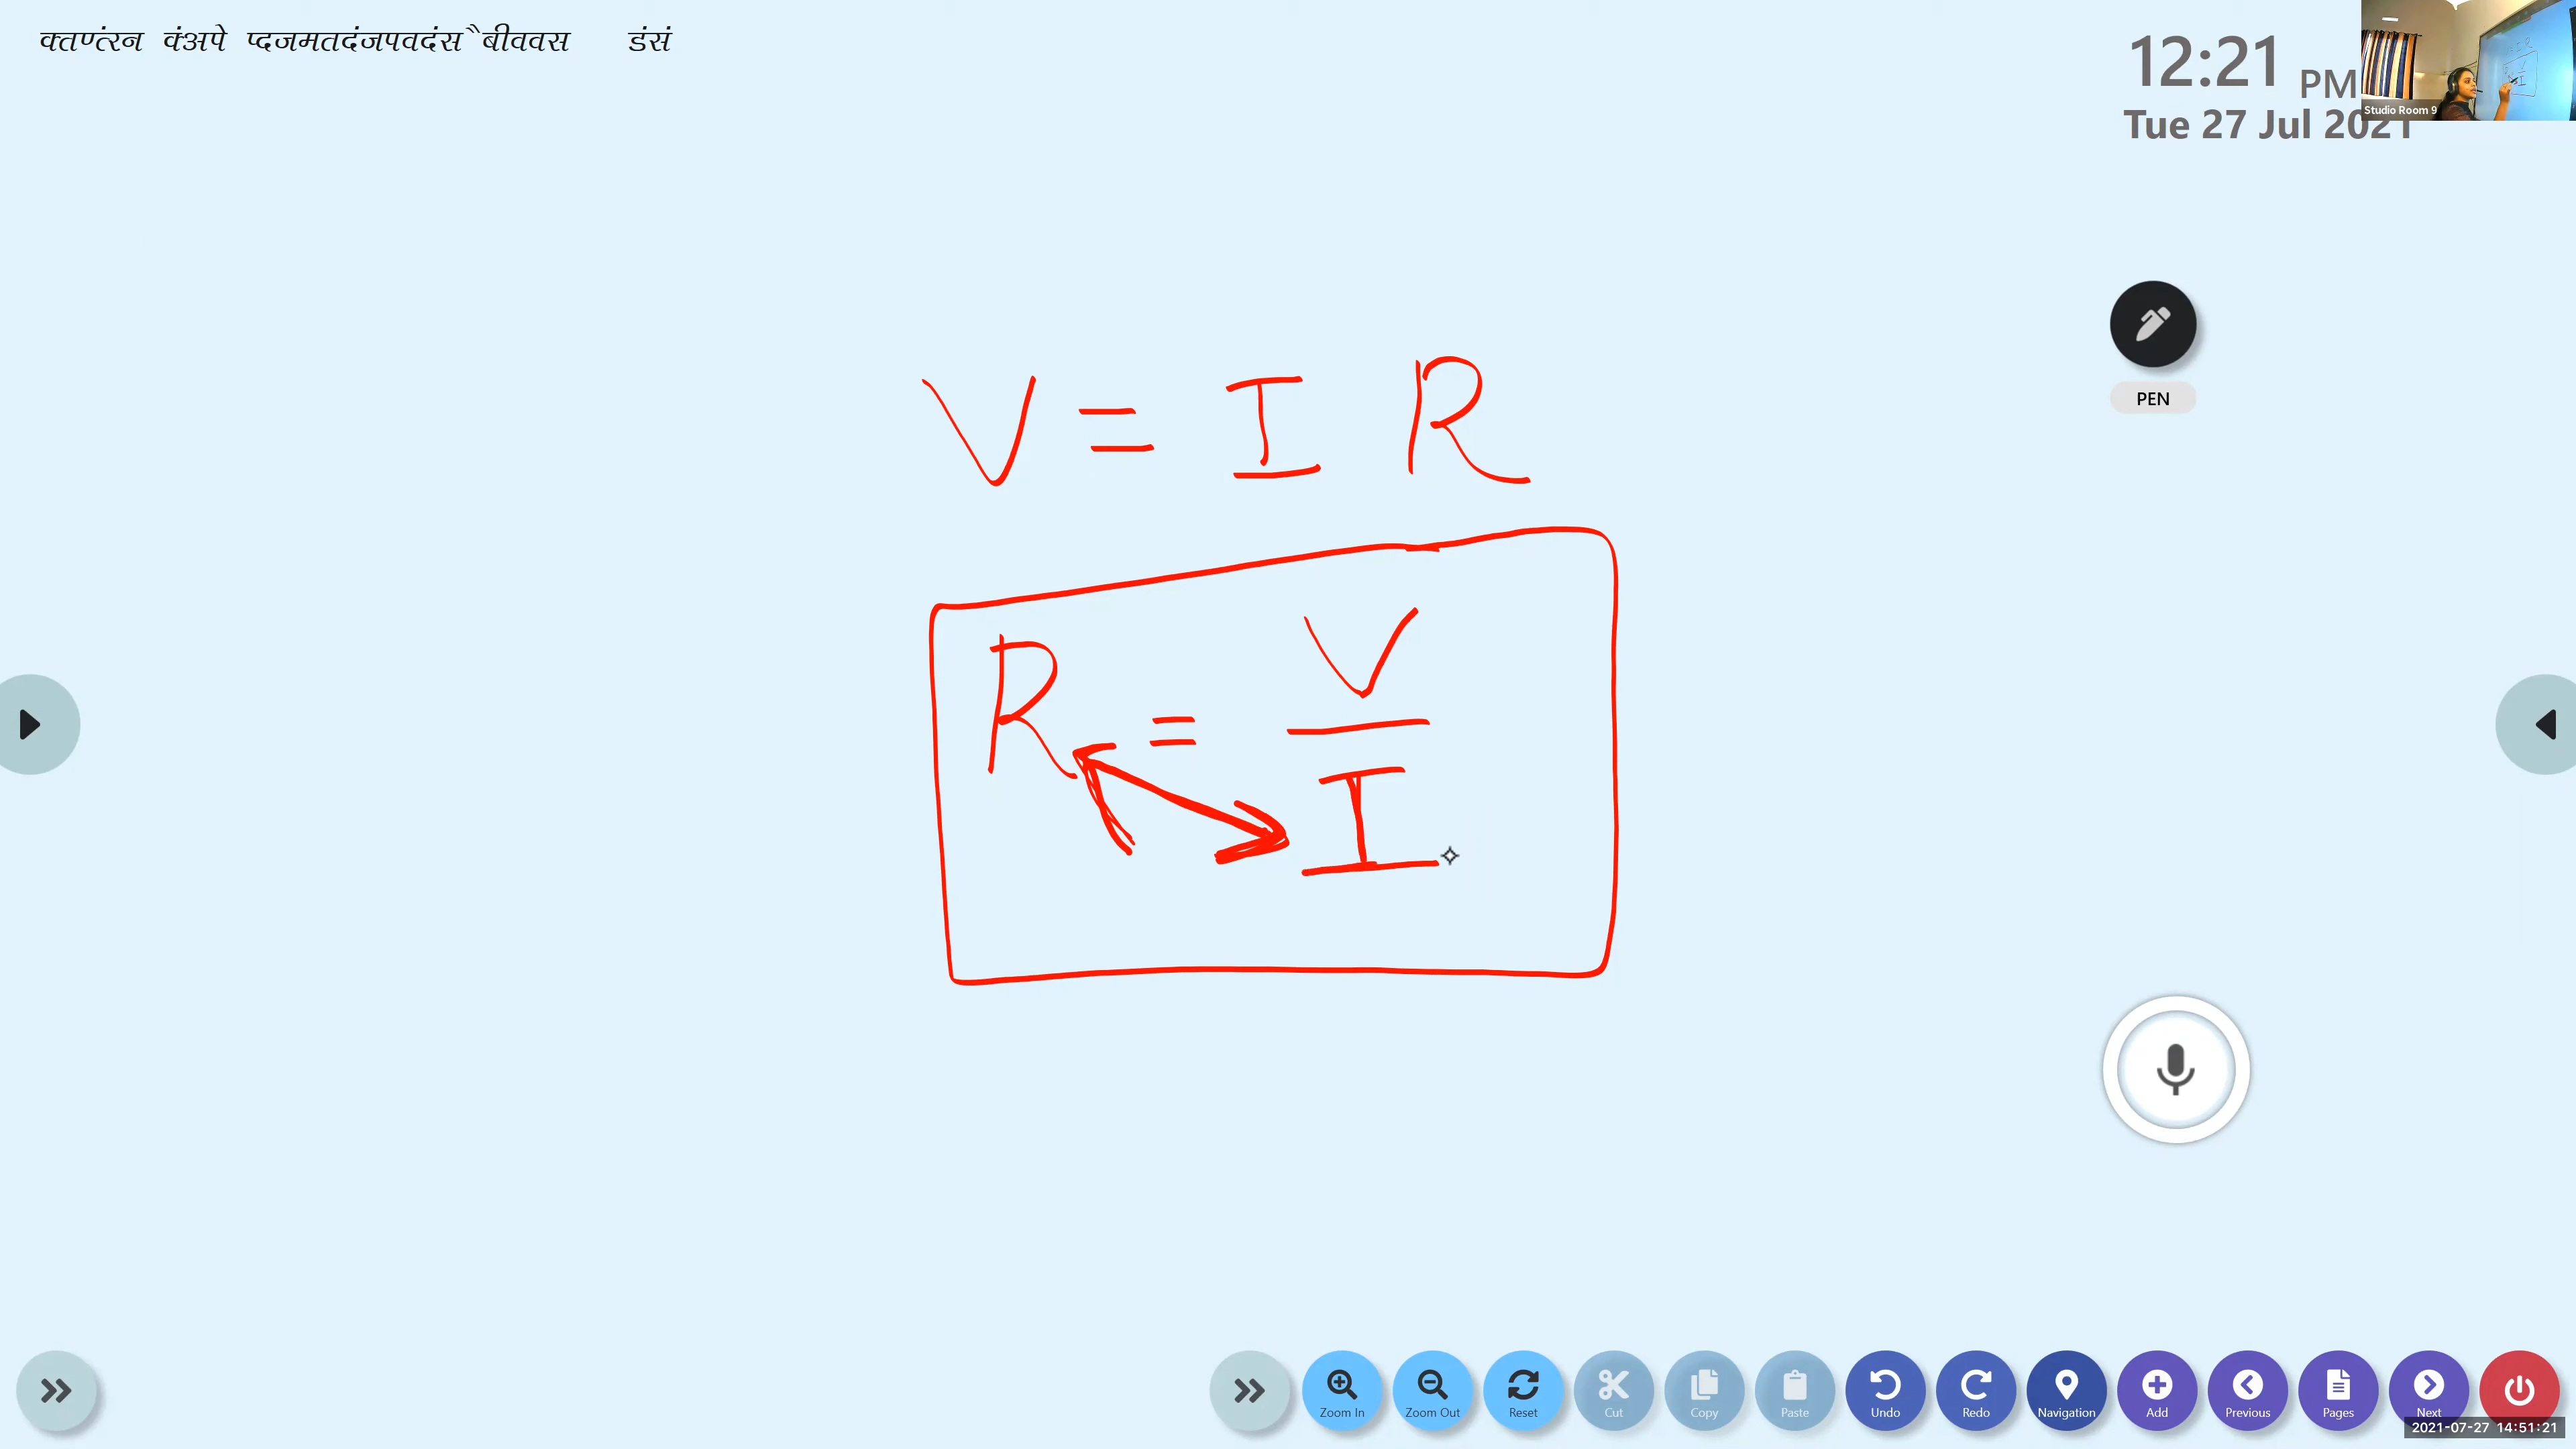 क्तण्टंरन क्ंअपे प्दजमतदंजपवदंस ैबीववस डंसं
12:21 PM
Studio Room 9
Tue 27 Jul 2021
PEN
V = I R
R = V / I
Zoom In Zoom Out Reset Cut Copy Paste Undo Redo Navigation Add Previous Pages Next
2021-07-27 14:51:21